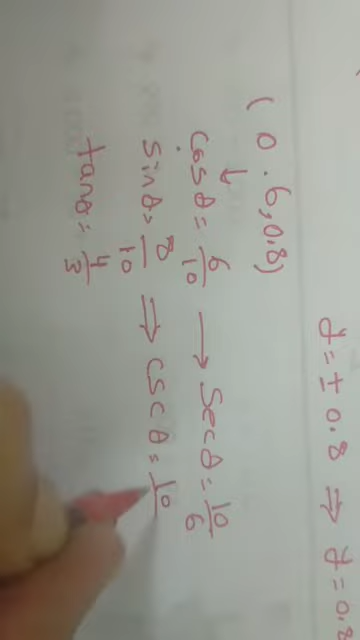 y = ± 0.8 ⇒ y = 0.8
(0.6, 0.8)
↓
cosθ = 6/10 → secθ = 10/6
sinθ = 8/10 ⇒ cscθ = 10/
tanθ = 4/3